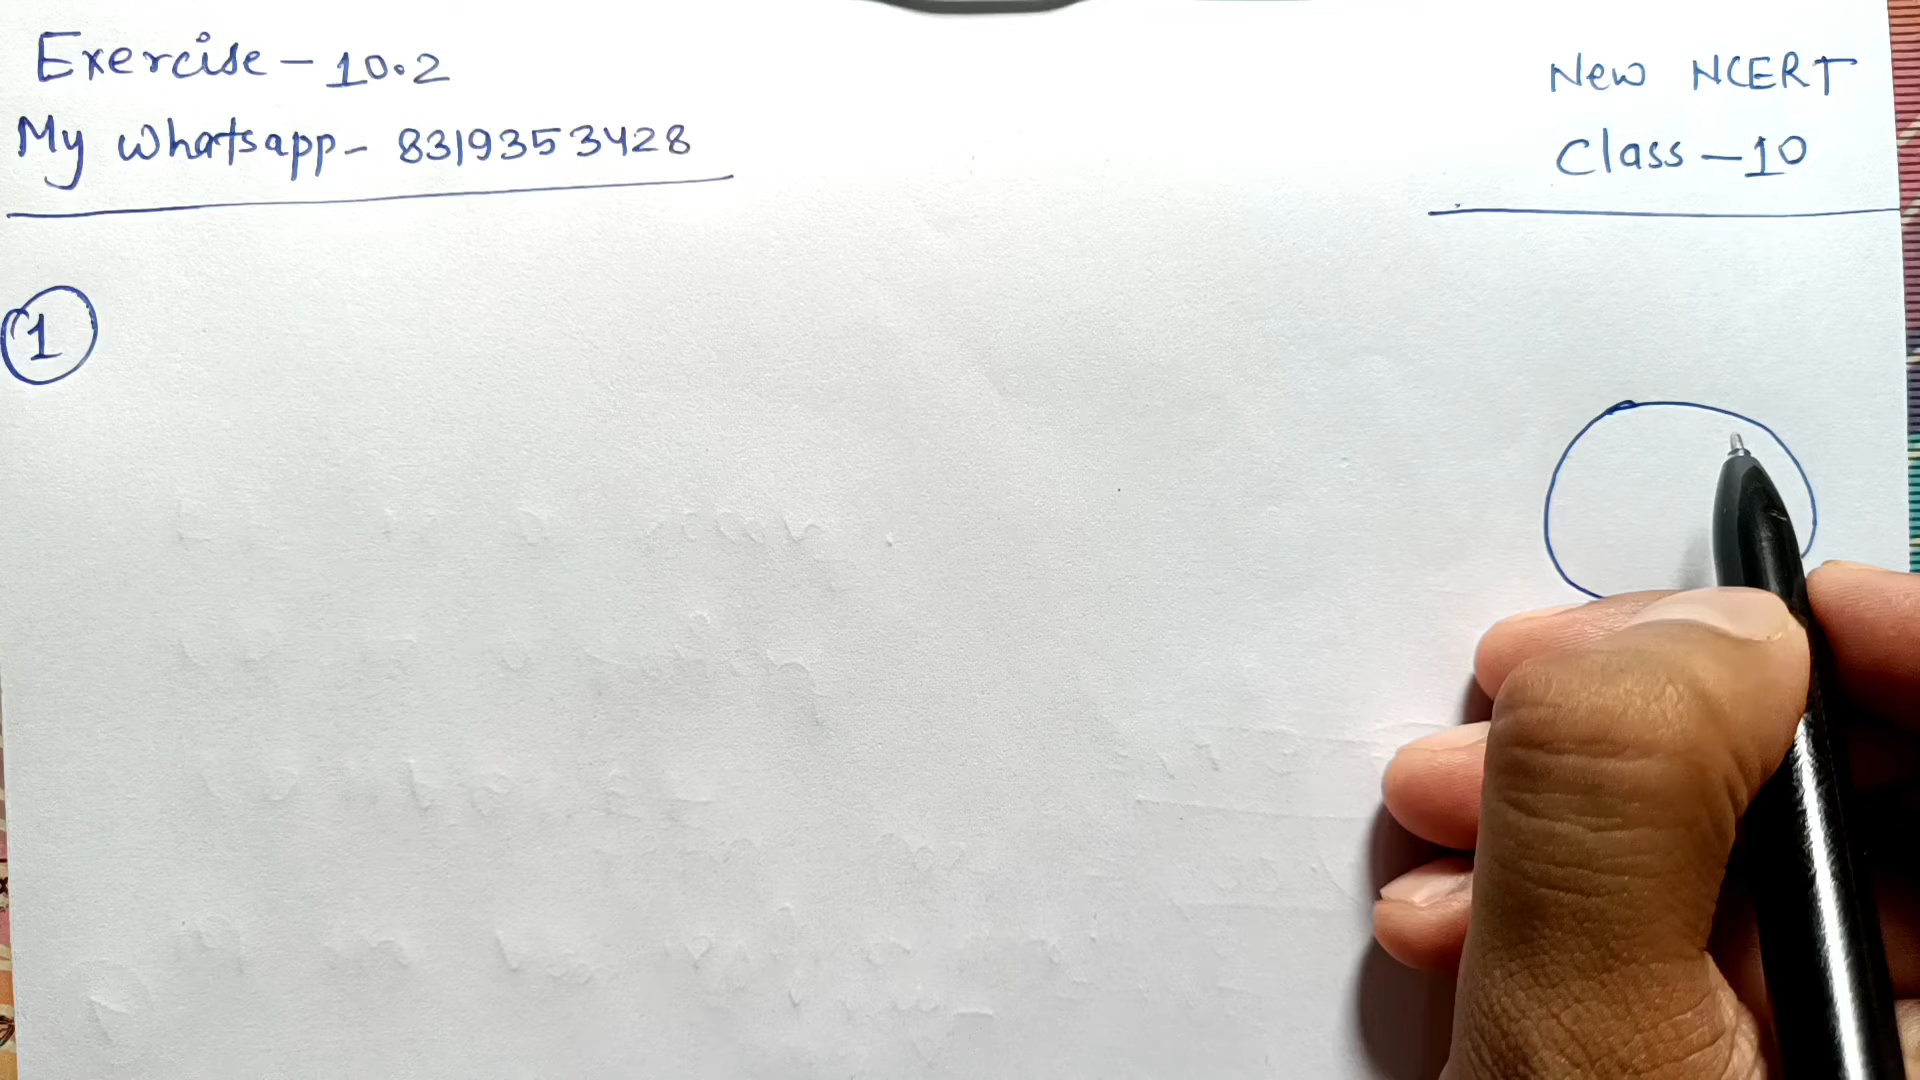 Exercise - 10.2
My Whatsapp - 8319353428
New NCERT
Class - 10
1